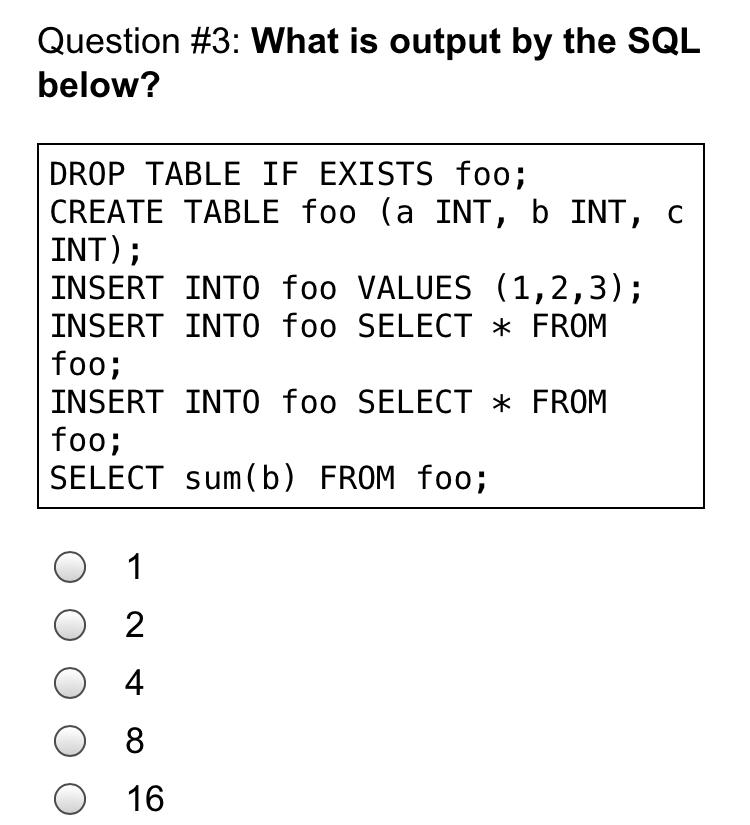 Question #3: What is output by the SQL
below?
DROP TABLE IF EXISTS foo;
CREATE TABLE foo (a INT, b INT, c
INT);
INSERT INTO foo VALUES (1,2,3);
INSERT INTO foo SELECT * FROM
foo;
INSERT INTO foo SELECT * FROM
foo;
SELECT sum(b) FROM foo;
1
2
4
8
16